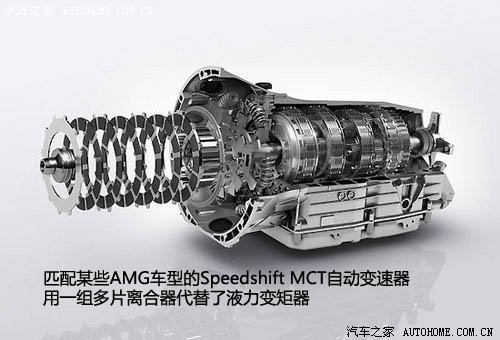 汽车之家 AUTOHOME.COM.CN
匹配某些AMG车型的Speedshift MCT自动变速器
用一组多片离合器代替了液力变矩器
汽车之家 AUTOHOME.COM.CN